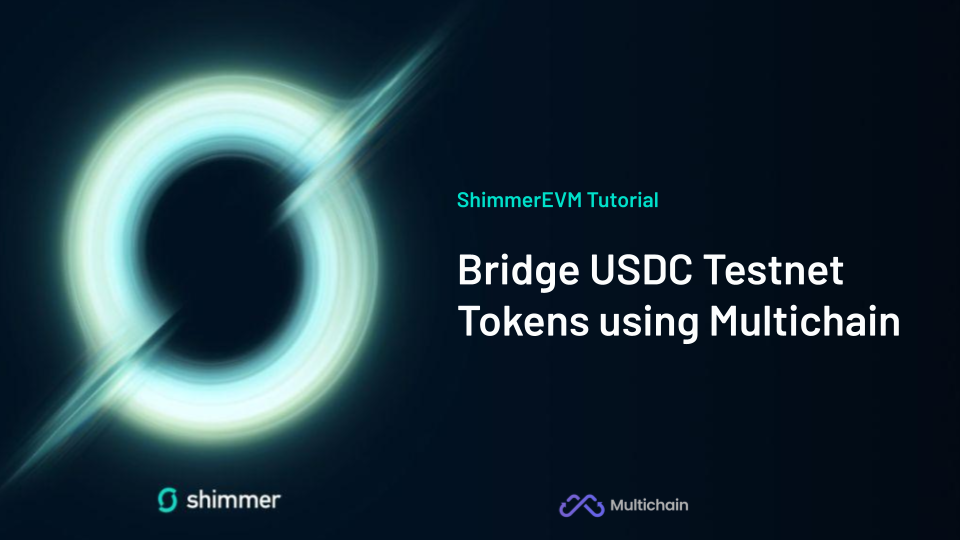 ShimmerEVM Tutorial
Bridge USDC Testnet
Tokens using Multichain
shimmer
Multichain